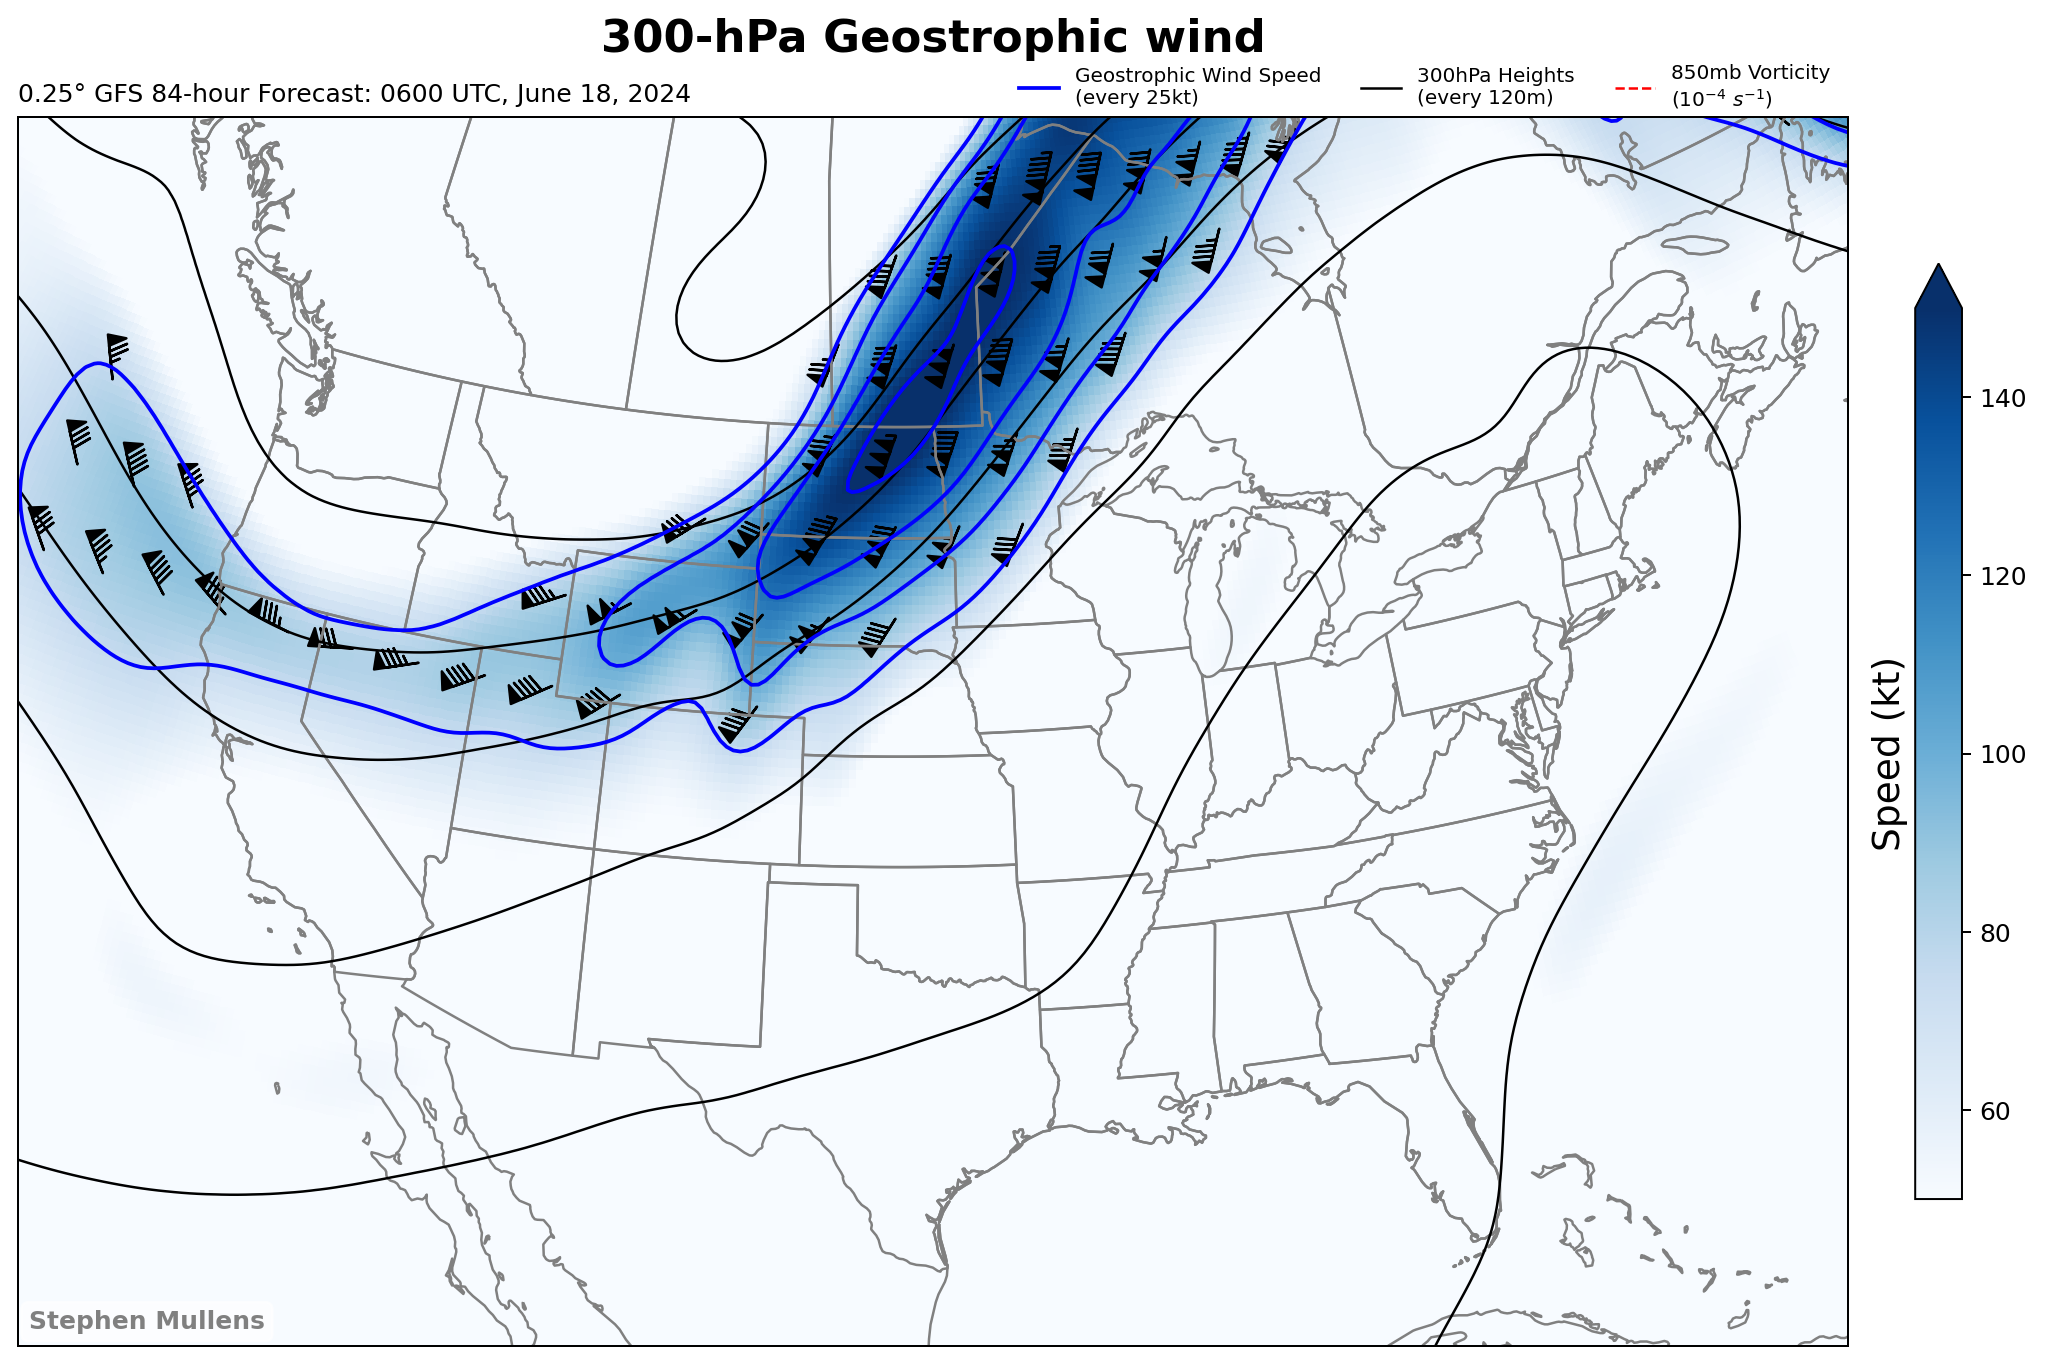 300-hPa Geostrophic wind
0.25° GFS 84-hour Forecast: 0600 UTC, June 18, 2024
Geostrophic Wind Speed
(every 25kt)
300hPa Heights
(every 120m)
850mb Vorticity
(10⁻⁴ s⁻¹)
140
120
100
80
60
Speed (kt)
Stephen Mullens